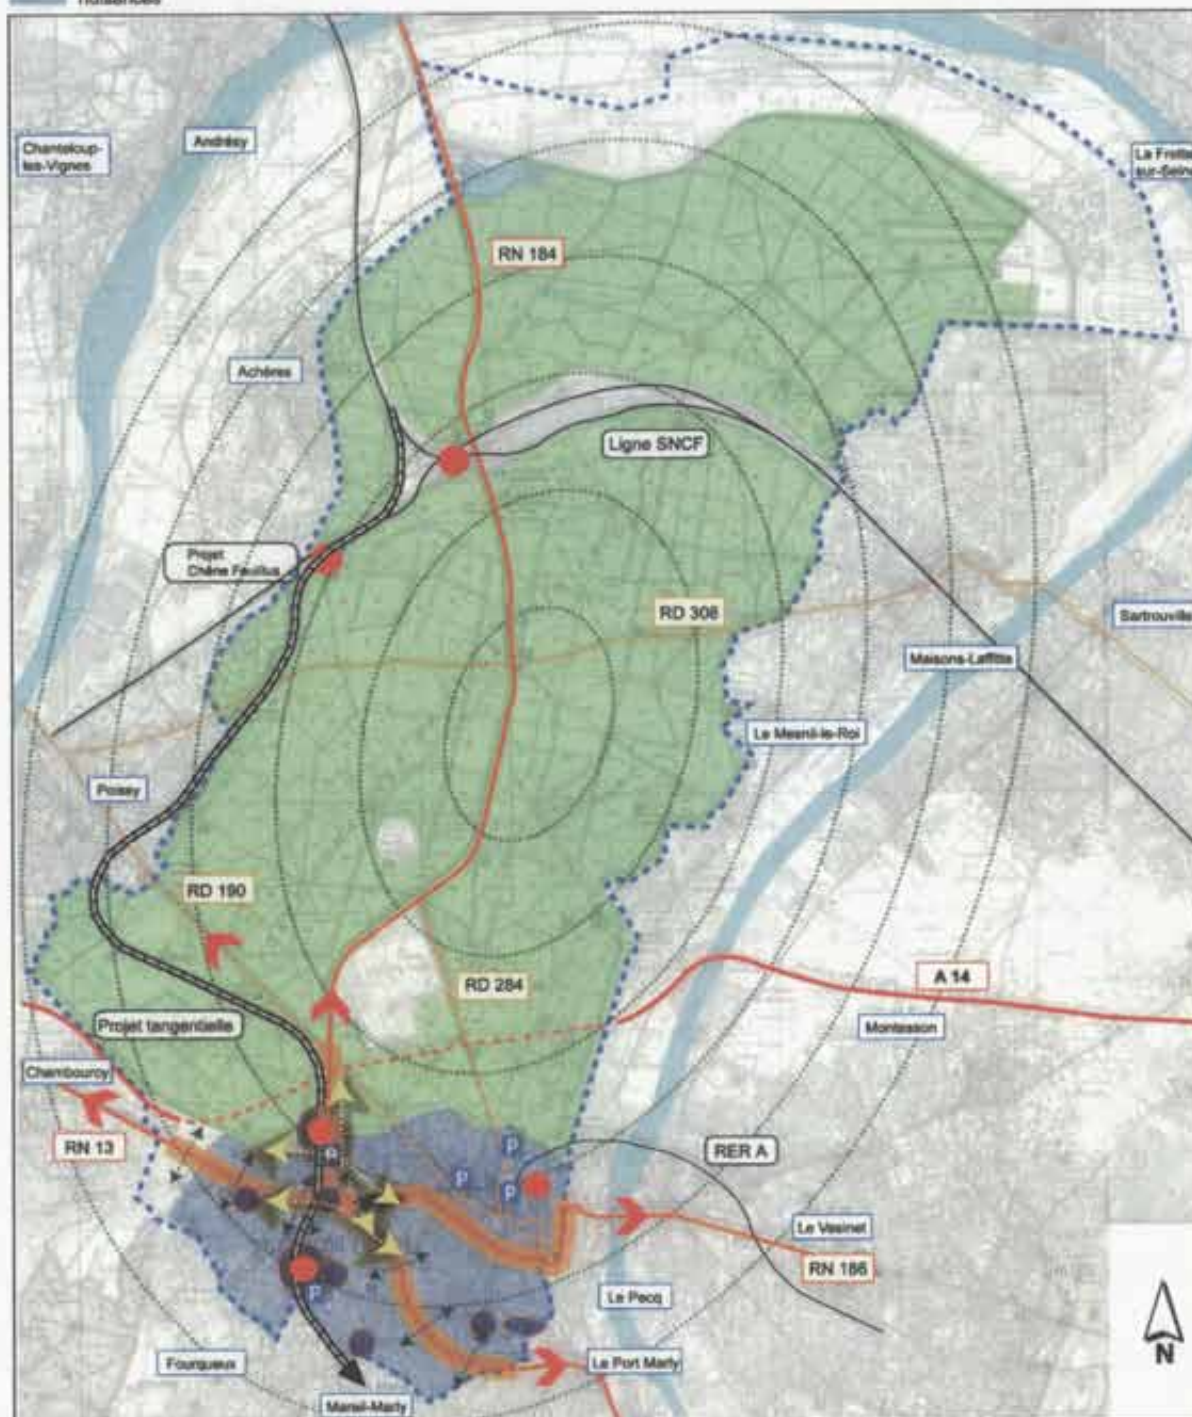 nuisances
Chanteloup-
les-Vignes
Andrésy
La Frette
sur-Seine
RN 184
Achères
Ligne SNCF
Projet
Chêne Feuillus
RD 308
Sartrouville
Maisons-Laffitte
Le Mesnil-le-Roi
Poissy
RD 190
RD 284
A 14
Projet tangentielle
Montesson
Chambourcy
RN 13
RER A
P
P
P
Le Vesinet
RN 186
P
Le Pecq
Fourqueux
Le Port Marly
Mareil-Marly
N